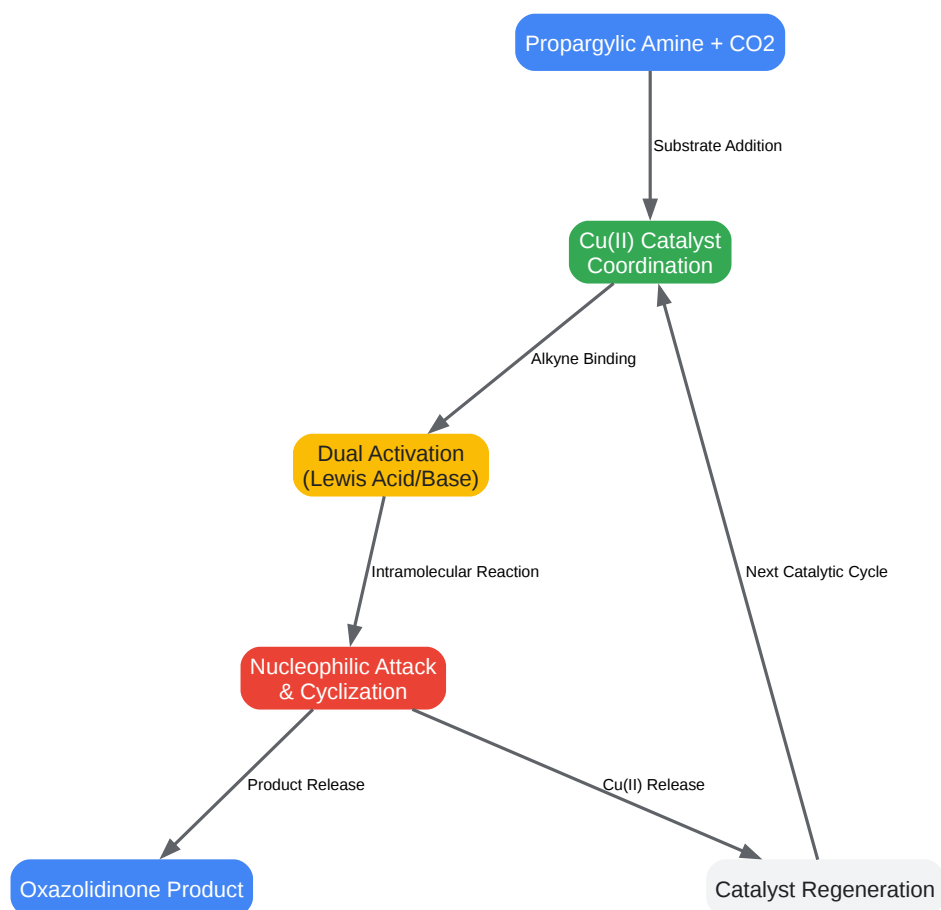 Propargylic Amine + CO2
Substrate Addition
Cu(II) Catalyst
Coordination
Alkyne Binding
Dual Activation
(Lewis Acid/Base)
Intramolecular Reaction
Next Catalytic Cycle
Nucleophilic Attack
& Cyclization
Product Release
Cu(II) Release
Oxazolidinone Product
Catalyst Regeneration